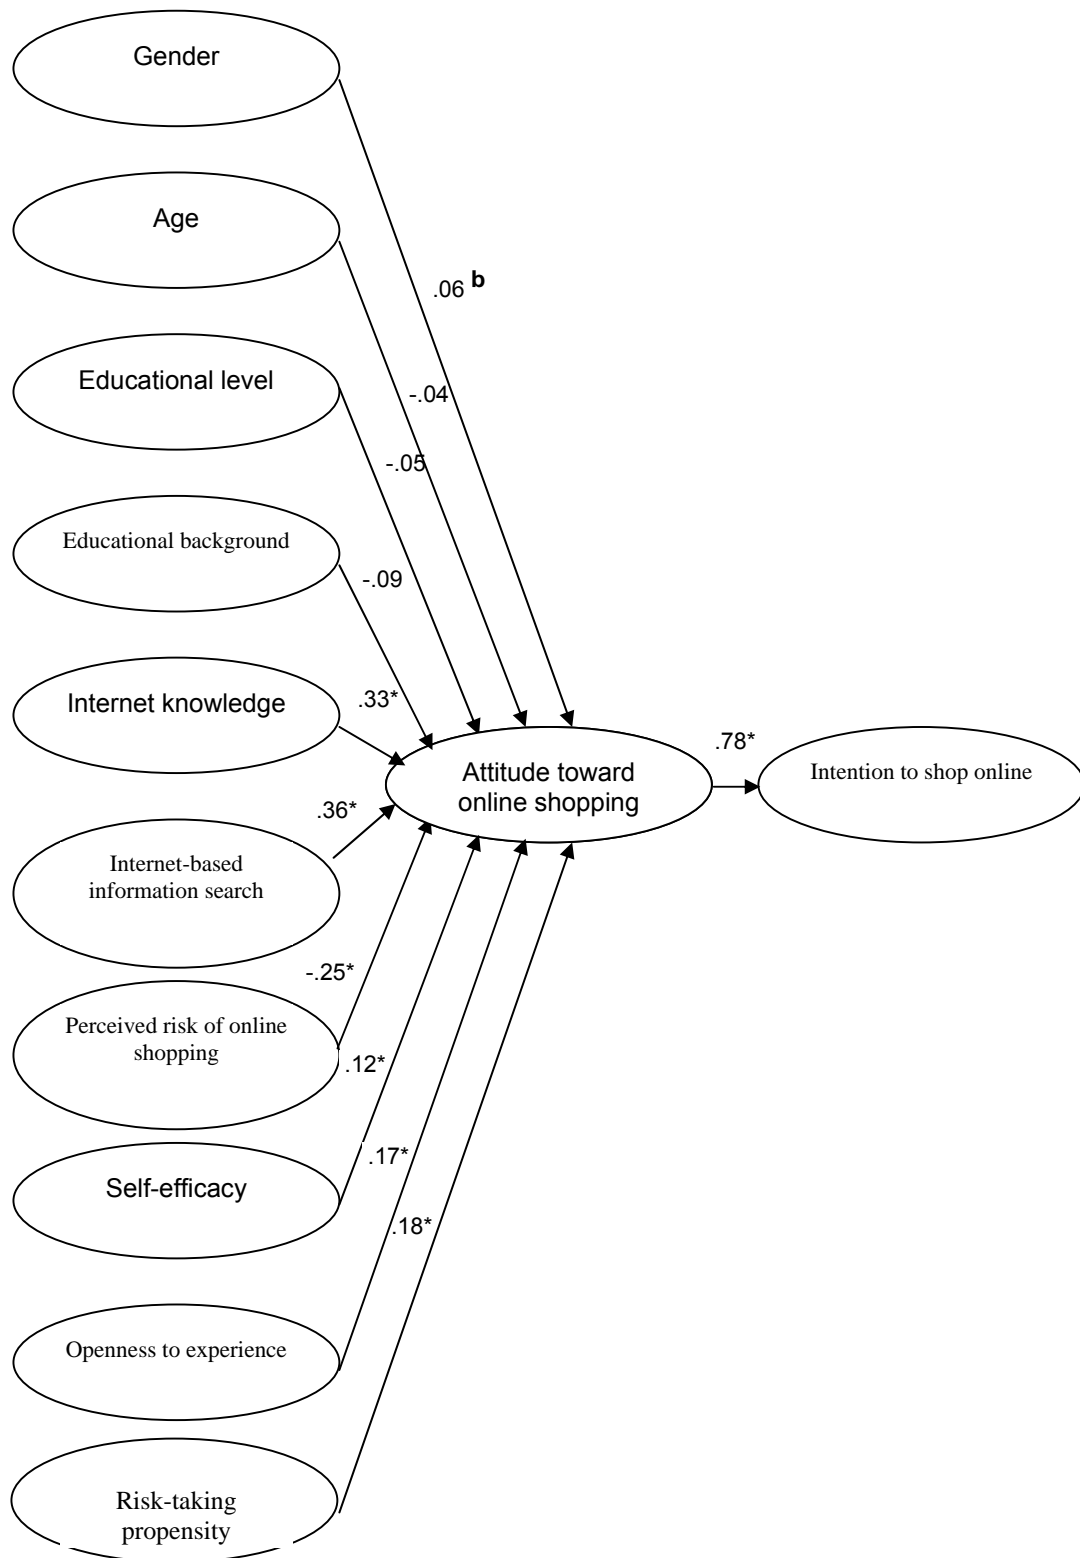 Gender
Age
.06 b
Educational level
-.04
-.05
Educational background
-.09
Internet knowledge
.33*
.78*
Attitude toward
online shopping
Intention to shop online
.36*
Internet-based
information search
-.25*
Perceived risk of online
shopping
.12*
.17*
Self-efficacy
.18*
Openness to experience
Risk-taking
propensity